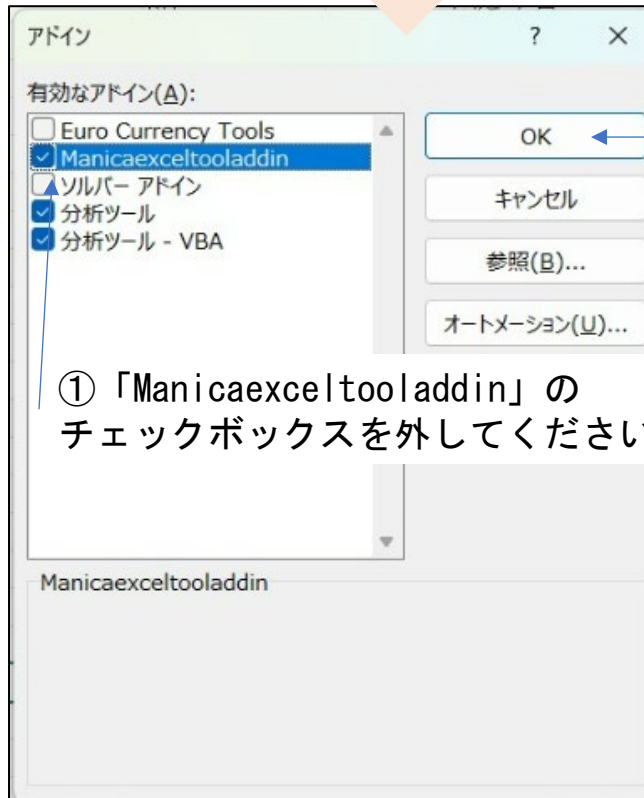 アドイン
?
×
有効なアドイン(A):
Euro Currency Tools
Manicaexceltooladdin
ソルバー アドイン
分析ツール
分析ツール - VBA
OK
キャンセル
参照(B)...
オートメーション(U)...
①「Manicaexceltooladdin」の
チェックボックスを外してください
Manicaexceltooladdin